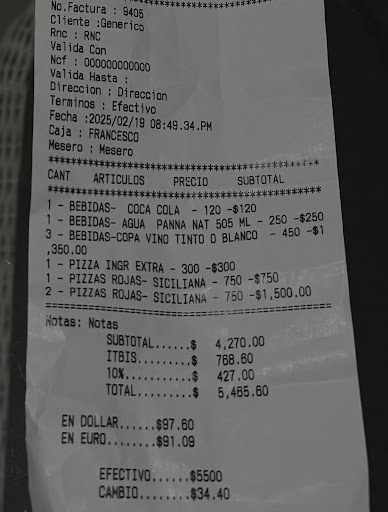 No.Factura : 9405
Cliente :Generico
Rnc : RNC
Valida Con
Ncf : 000000000000
Valida Hasta :
Direccion : Direccion
Terminos : Efectivo
Fecha :2025/02/19 08:49.34.PM
Caja : FRANCESCO
Mesero : Mesero
****************************************
CANT ARTICULOS PRECIO SUBTOTAL
****************************************
1 - BEBIDAS- COCA COLA - 120 -$120
1 - BEBIDAS- AGUA PANNA NAT 505 ML - 250 -$250
3 - BEBIDAS-COPA VINO TINTO O BLANCO - 450 -$1
,350.00
1 - PIZZA INGR EXTRA - 300 -$300
1 - PIZZAS ROJAS- SICILIANA - 750 -$750
2 - PIZZAS ROJAS- SICILIANA - 750 -$1,500.00
========================================
Notas: Notas
SUBTOTAL......$ 4,270.00
ITBIS.........$ 768.60
10%...........$ 427.00
TOTAL.........$ 5,465.60
EN DOLLAR......$97.60
EN EURO........$91.09
EFECTIVO......$5500
CAMBIO........$34.40